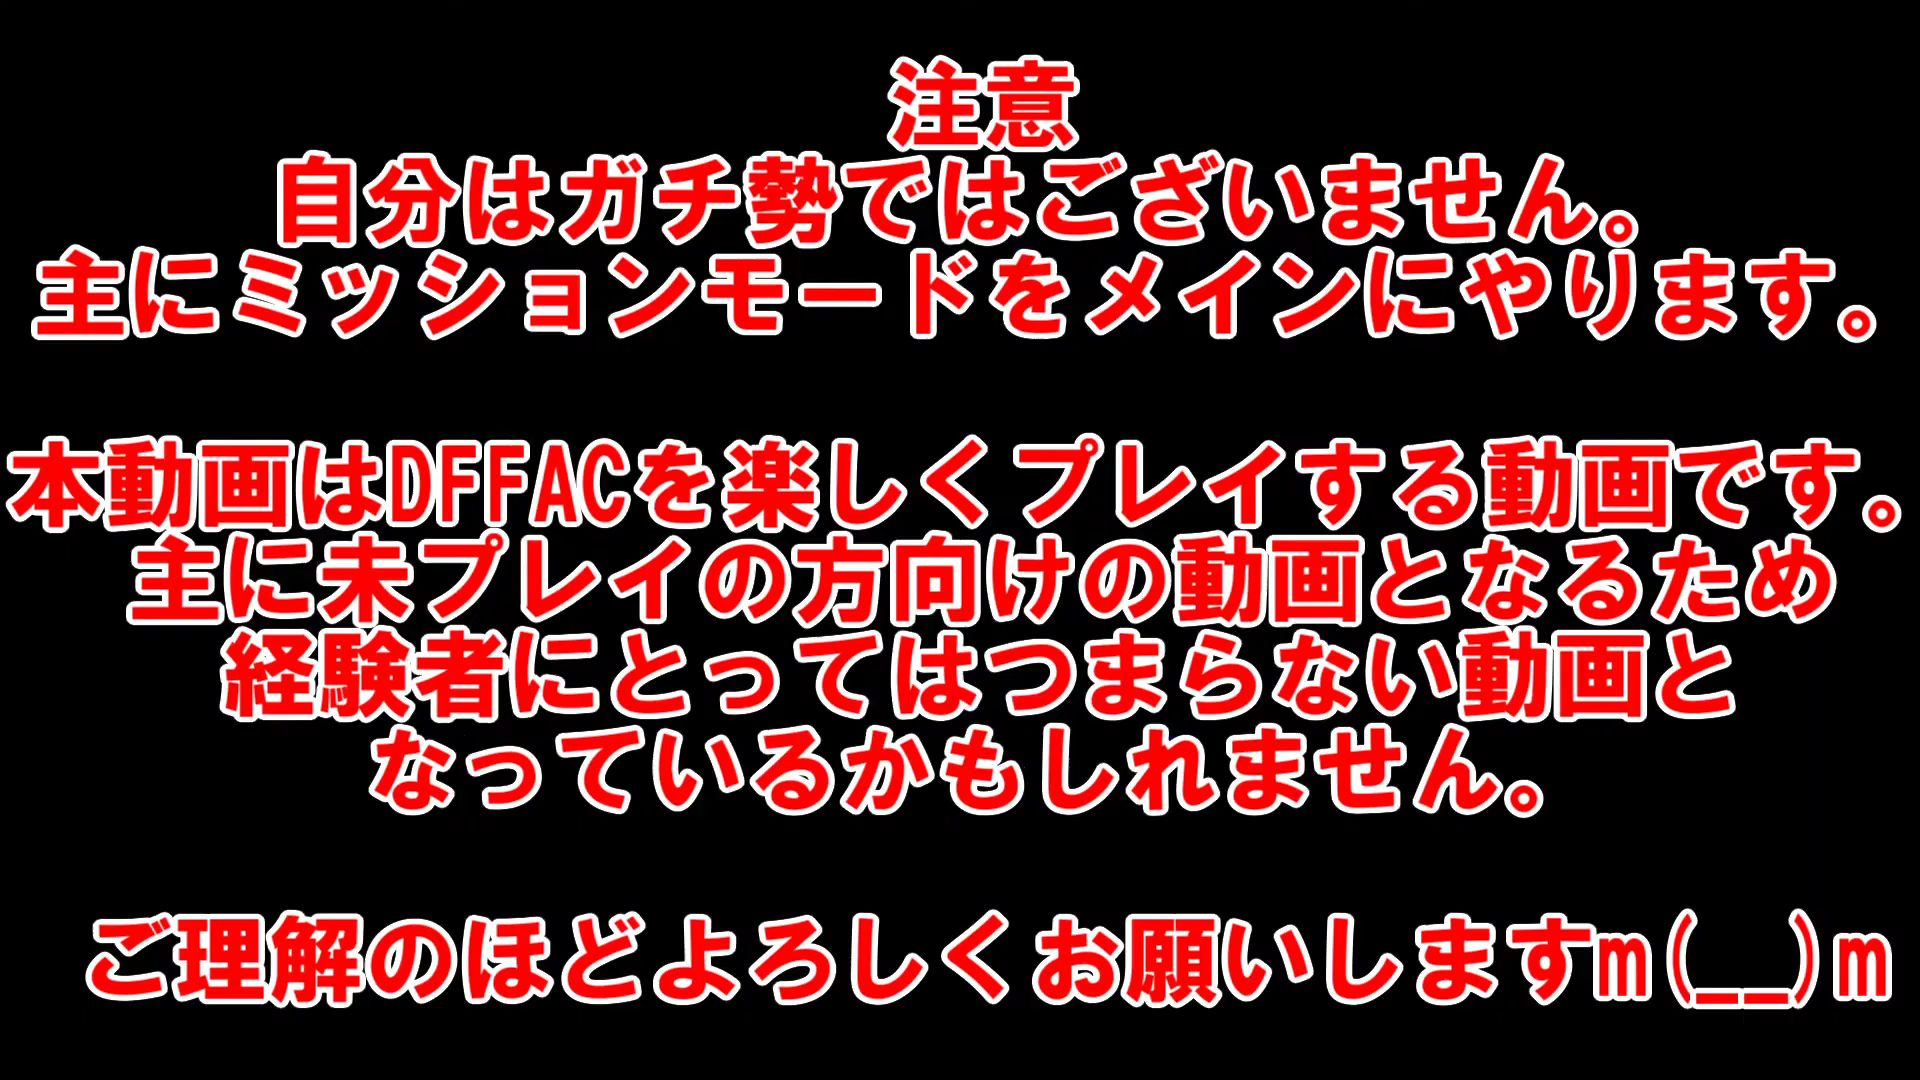 注意
自分はガチ勢ではございません。
主にミッションモードをメインにやります。
本動画はDFFACを楽しくプレイする動画です。
主に未プレイの方向けの動画となるため
経験者にとってはつまらない動画と
なっているかもしれません。
ご理解のほどよろしくお願いしますm(__)m